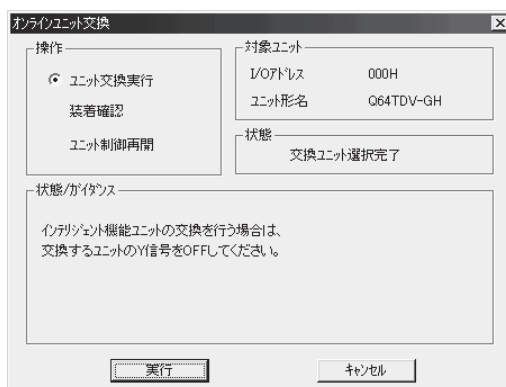 オンラインユニット交換
操作
ユニット交換実行
装着確認
ユニット制御再開
対象ユニット
I/Oアドレス 000H
ユニット形名 Q64TDV-GH
状態
交換ユニット選択完了
状態/ガイダンス
インテリジェント機能ユニットの交換を行う場合は、
交換するユニットのY信号をOFFしてください。
実行 キャンセル